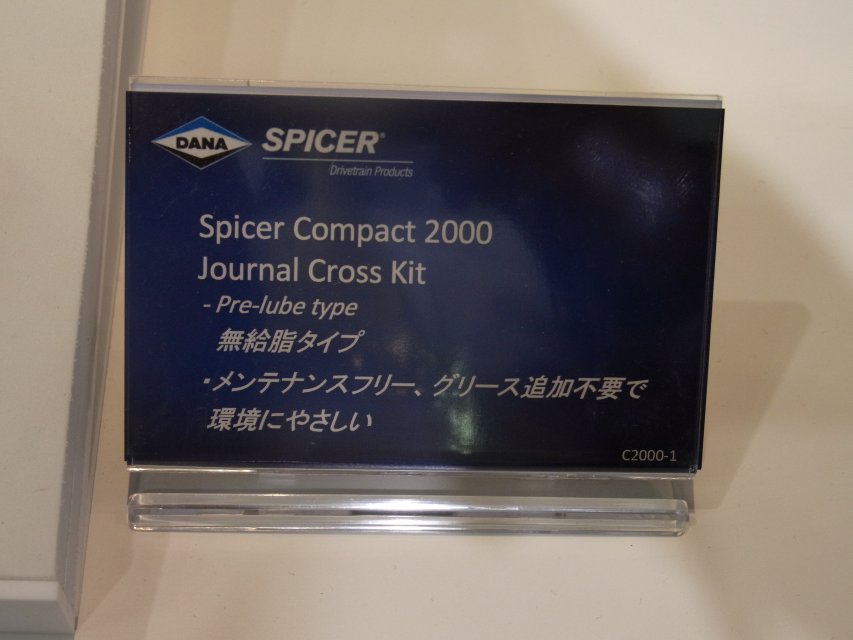 DANA SPICER®
Drivetrain Products
Spicer Compact 2000
Journal Cross Kit
- Pre-lube type
無給脂タイプ
・メンテナンスフリー、グリース追加不要で
環境にやさしい
C2000-1